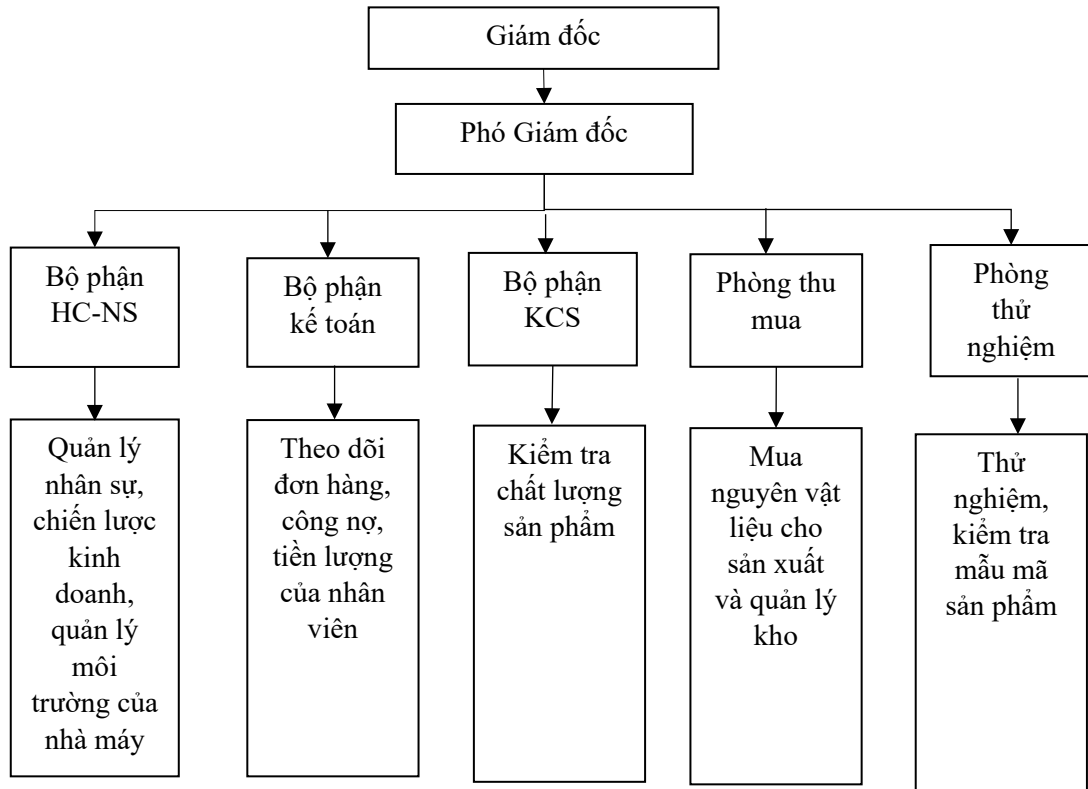 Giám đốc
Phó Giám đốc
Bộ phận
HC-NS
Bộ phận
kế toán
Bộ phận
KCS
Phòng thu
mua
Phòng
thử
nghiệm
Quản lý
nhân sự,
chiến lược
kinh
doanh,
quản lý
môi
trường của
nhà máy
Theo dõi
đơn hàng,
công nợ,
tiền lượng
của nhân
viên
Kiểm tra
chất lượng
sản phẩm
Mua
nguyên vật
liệu cho
sản xuất
và quản lý
kho
Thử
nghiệm,
kiểm tra
mẫu mã
sản phẩm